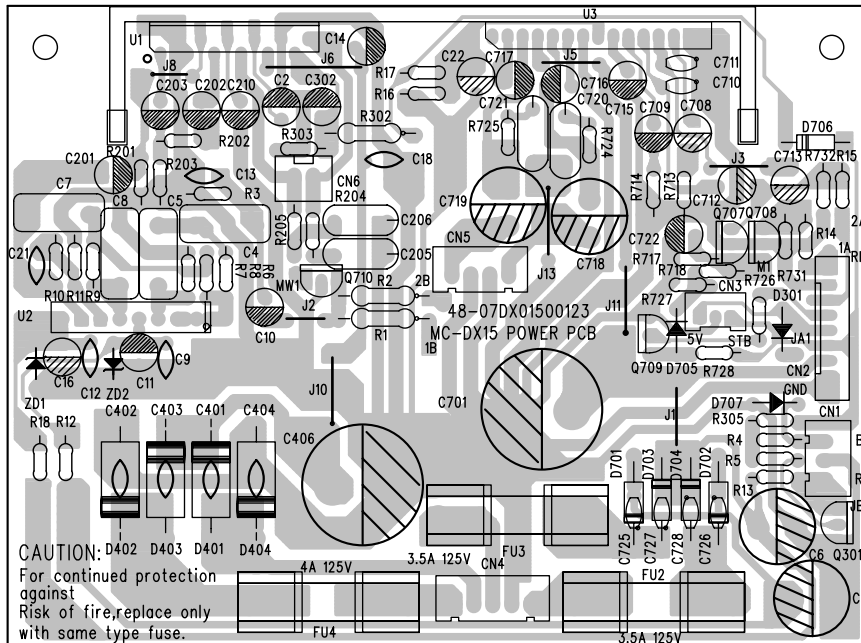 U1
U3
C14
J6
J8
C203
C202
C210
C2
C302
R17
R16
C22
C717
J5
C721
C716
C720
C715
C711
C710
C709
C708
D706
R201
R202
R303
R302
R725
R724
C201
R203
C13
C18
J3
C713
R732
R15
C7
C8
C5
R3
CN6
R204
C719
R714
R713
C712
C21
C4
R205
C206
C205
CN5
C718
C722
Q707
Q708
R14
2A
1A
R10
R11
R9
R7
R8
R6
MW1
Q710
J13
R717
R718
M1
R726
R731
U2
J2
R2
2B
J11
R727
CN3
D301
C10
R1
1B
48-07DX01500123
MC-DX15 POWER PCB
5V
STB
JA1
ZD1
C16
C12
ZD2
C11
C9
J10
Q709
D705
R728
CN2
GND
R18
R12
C402
C403
C401
C404
C406
C701
J1
D707
R305
CN1
R4
R5
R13
D701
D703
D704
D702
D402
D403
D401
D404
C725
C727
C728
C726
C6
Q301
CAUTION:
For continued protection
against
Risk of fire,replace only
with same type fuse.
4A 125V
3.5A 125V
FU3
CN4
FU2
FU4
3.5A 125V